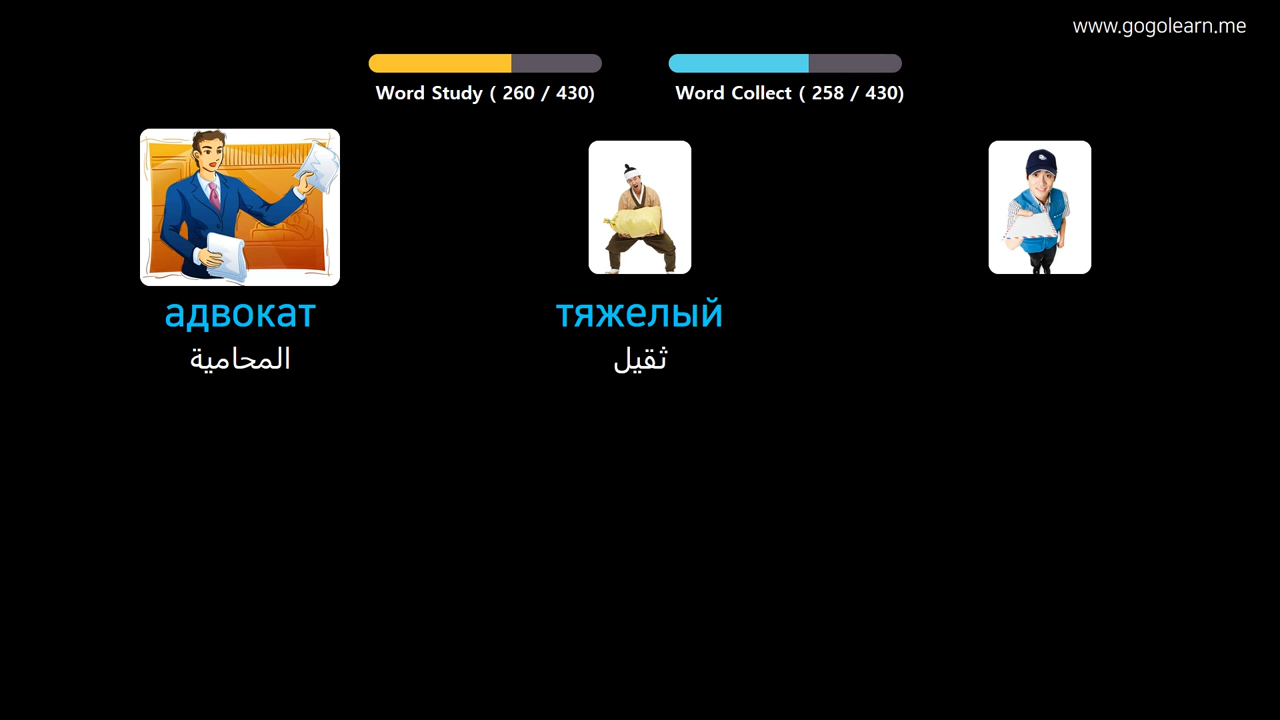 www.gogolearn.me
Word Study ( 260 / 430)
Word Collect ( 258 / 430)
адвокат
المحامية
тяжелый
ثقيل